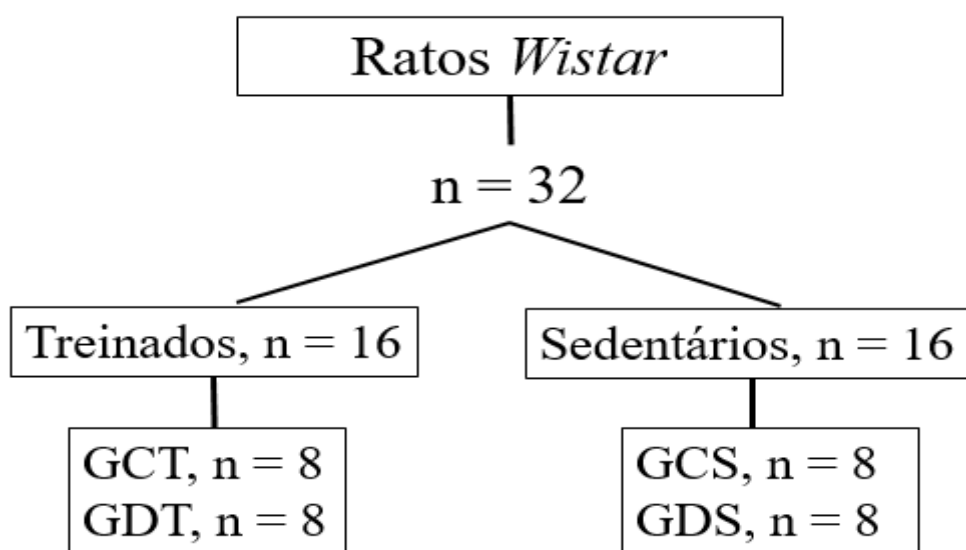 Ratos Wistar
n = 32
Treinados, n = 16
Sedentários, n = 16
GCT, n = 8
GDT, n = 8
GCS, n = 8
GDS, n = 8